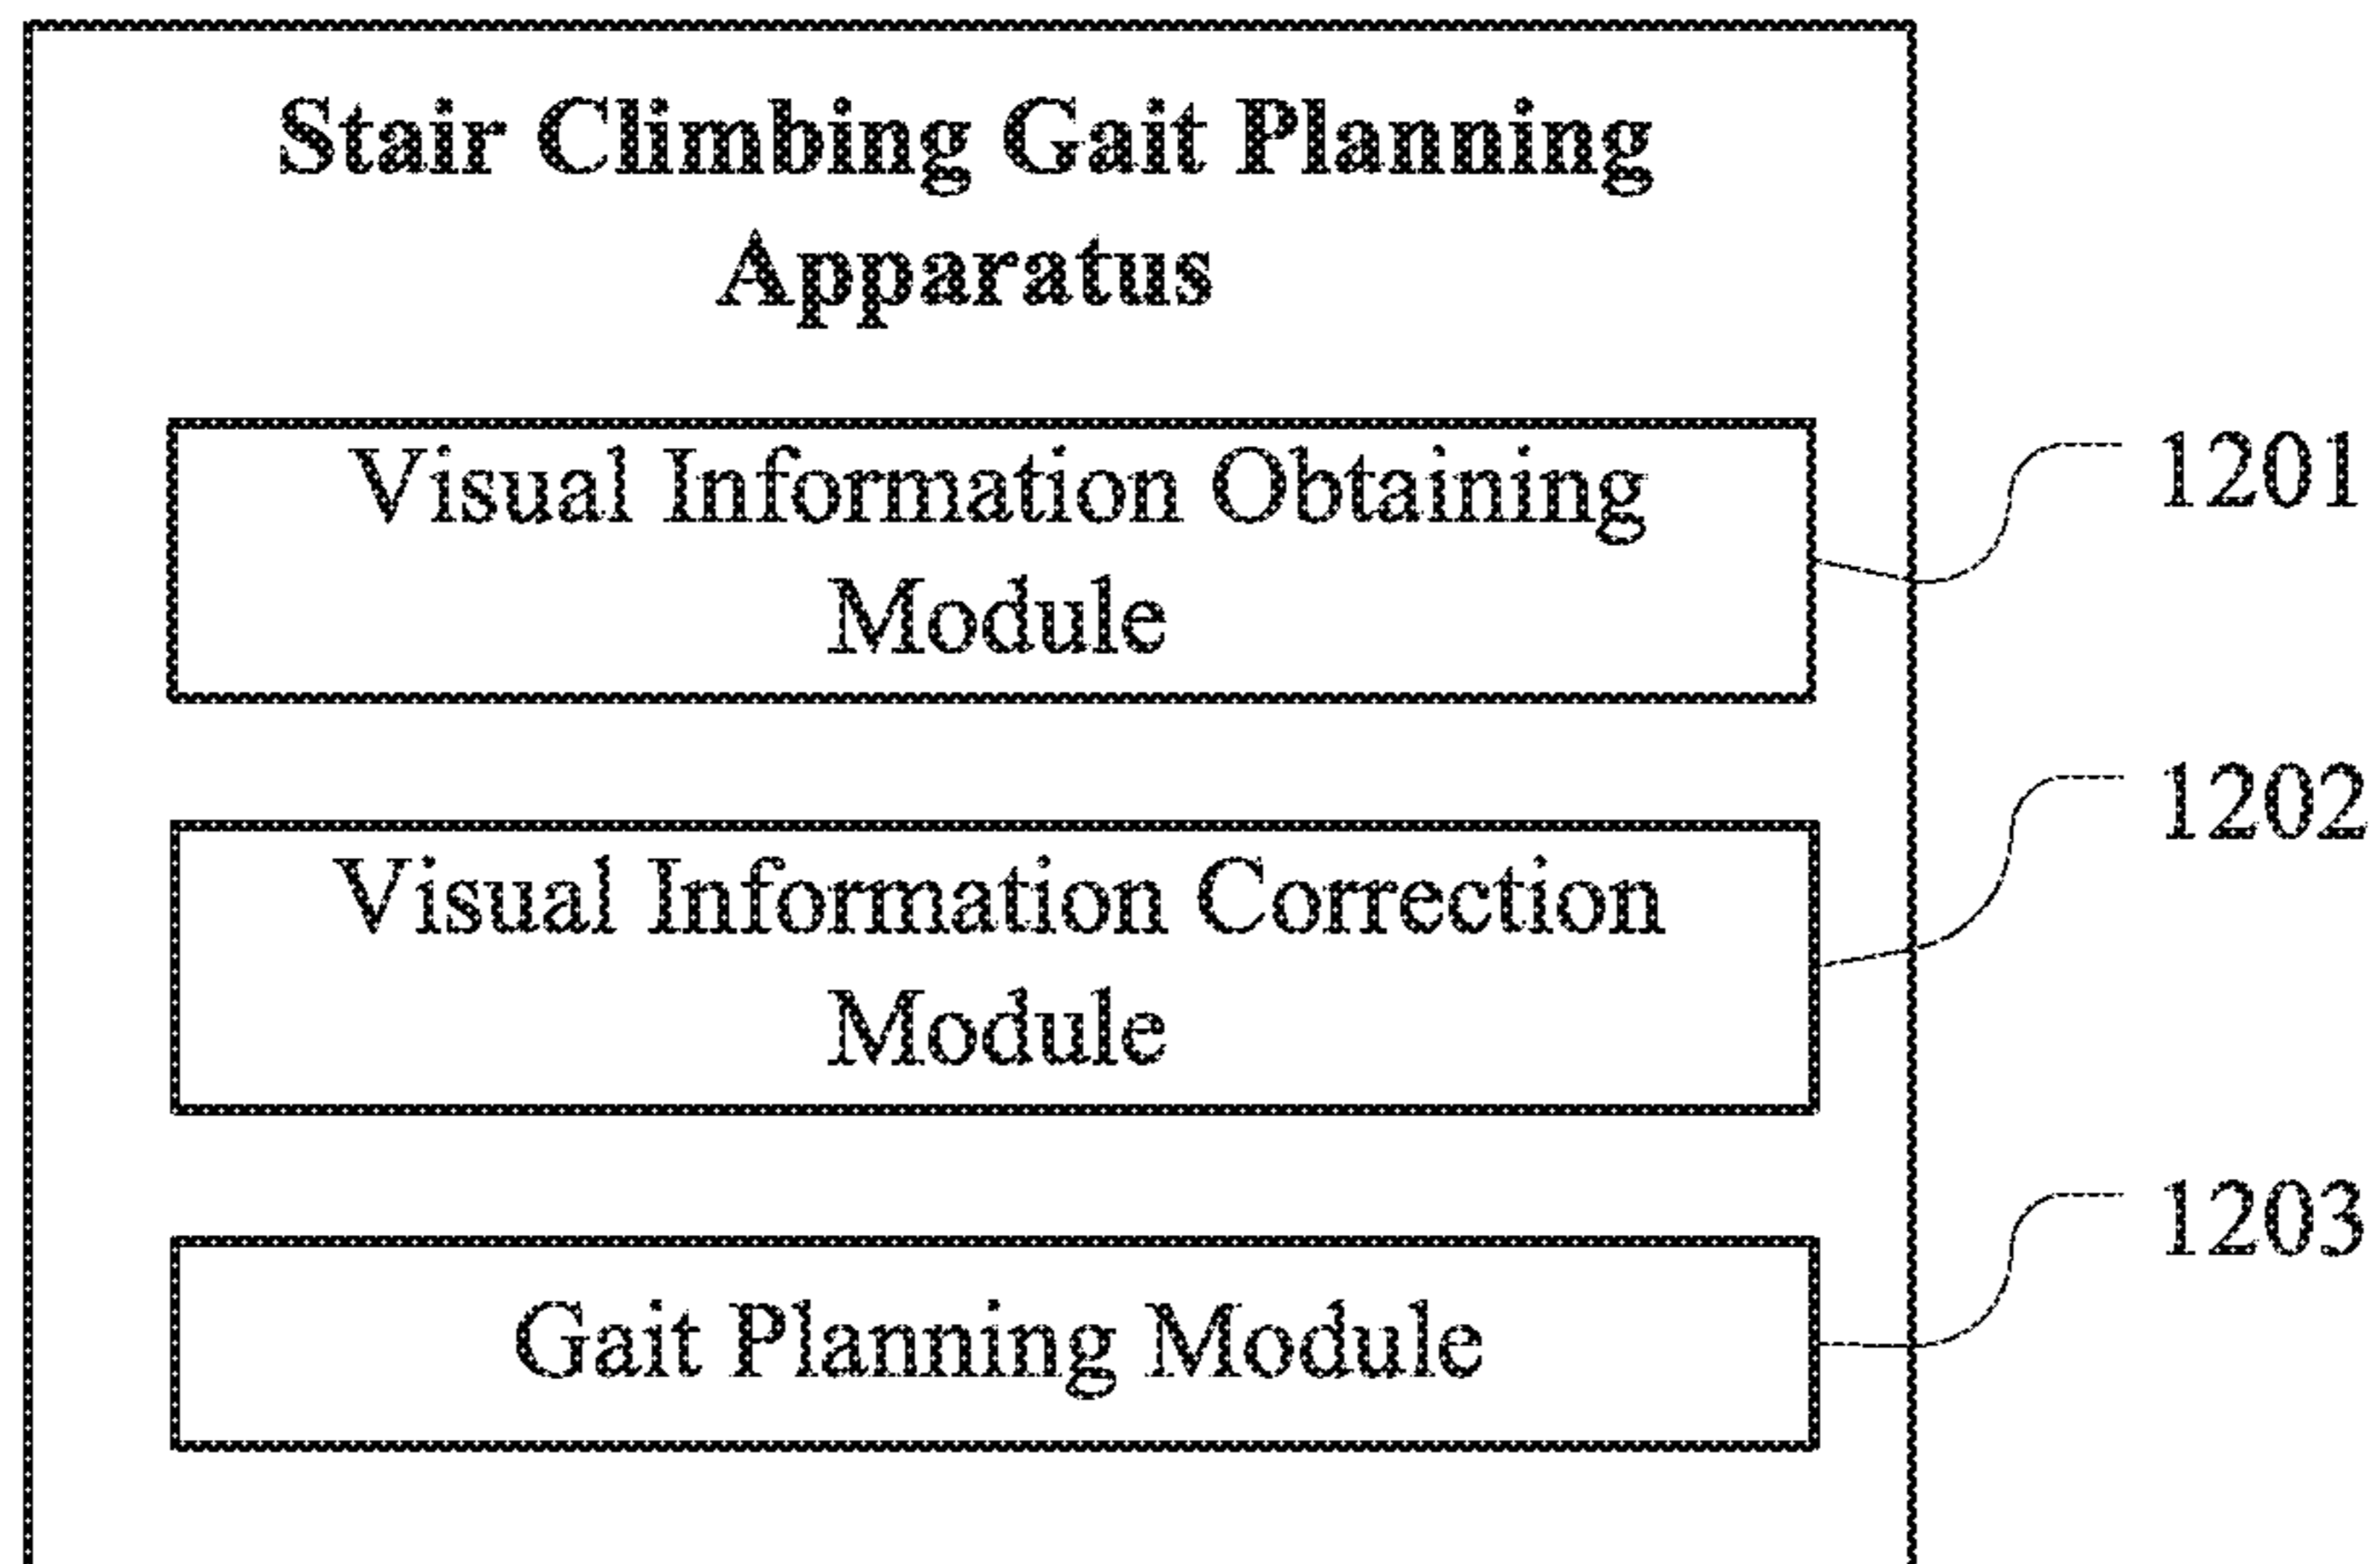 Stair Climbing Gait Planning
Apparatus
Visual Information Obtaining
Module
1201
Visual Information Correction
Module
1202
Gait Planning Module
1203